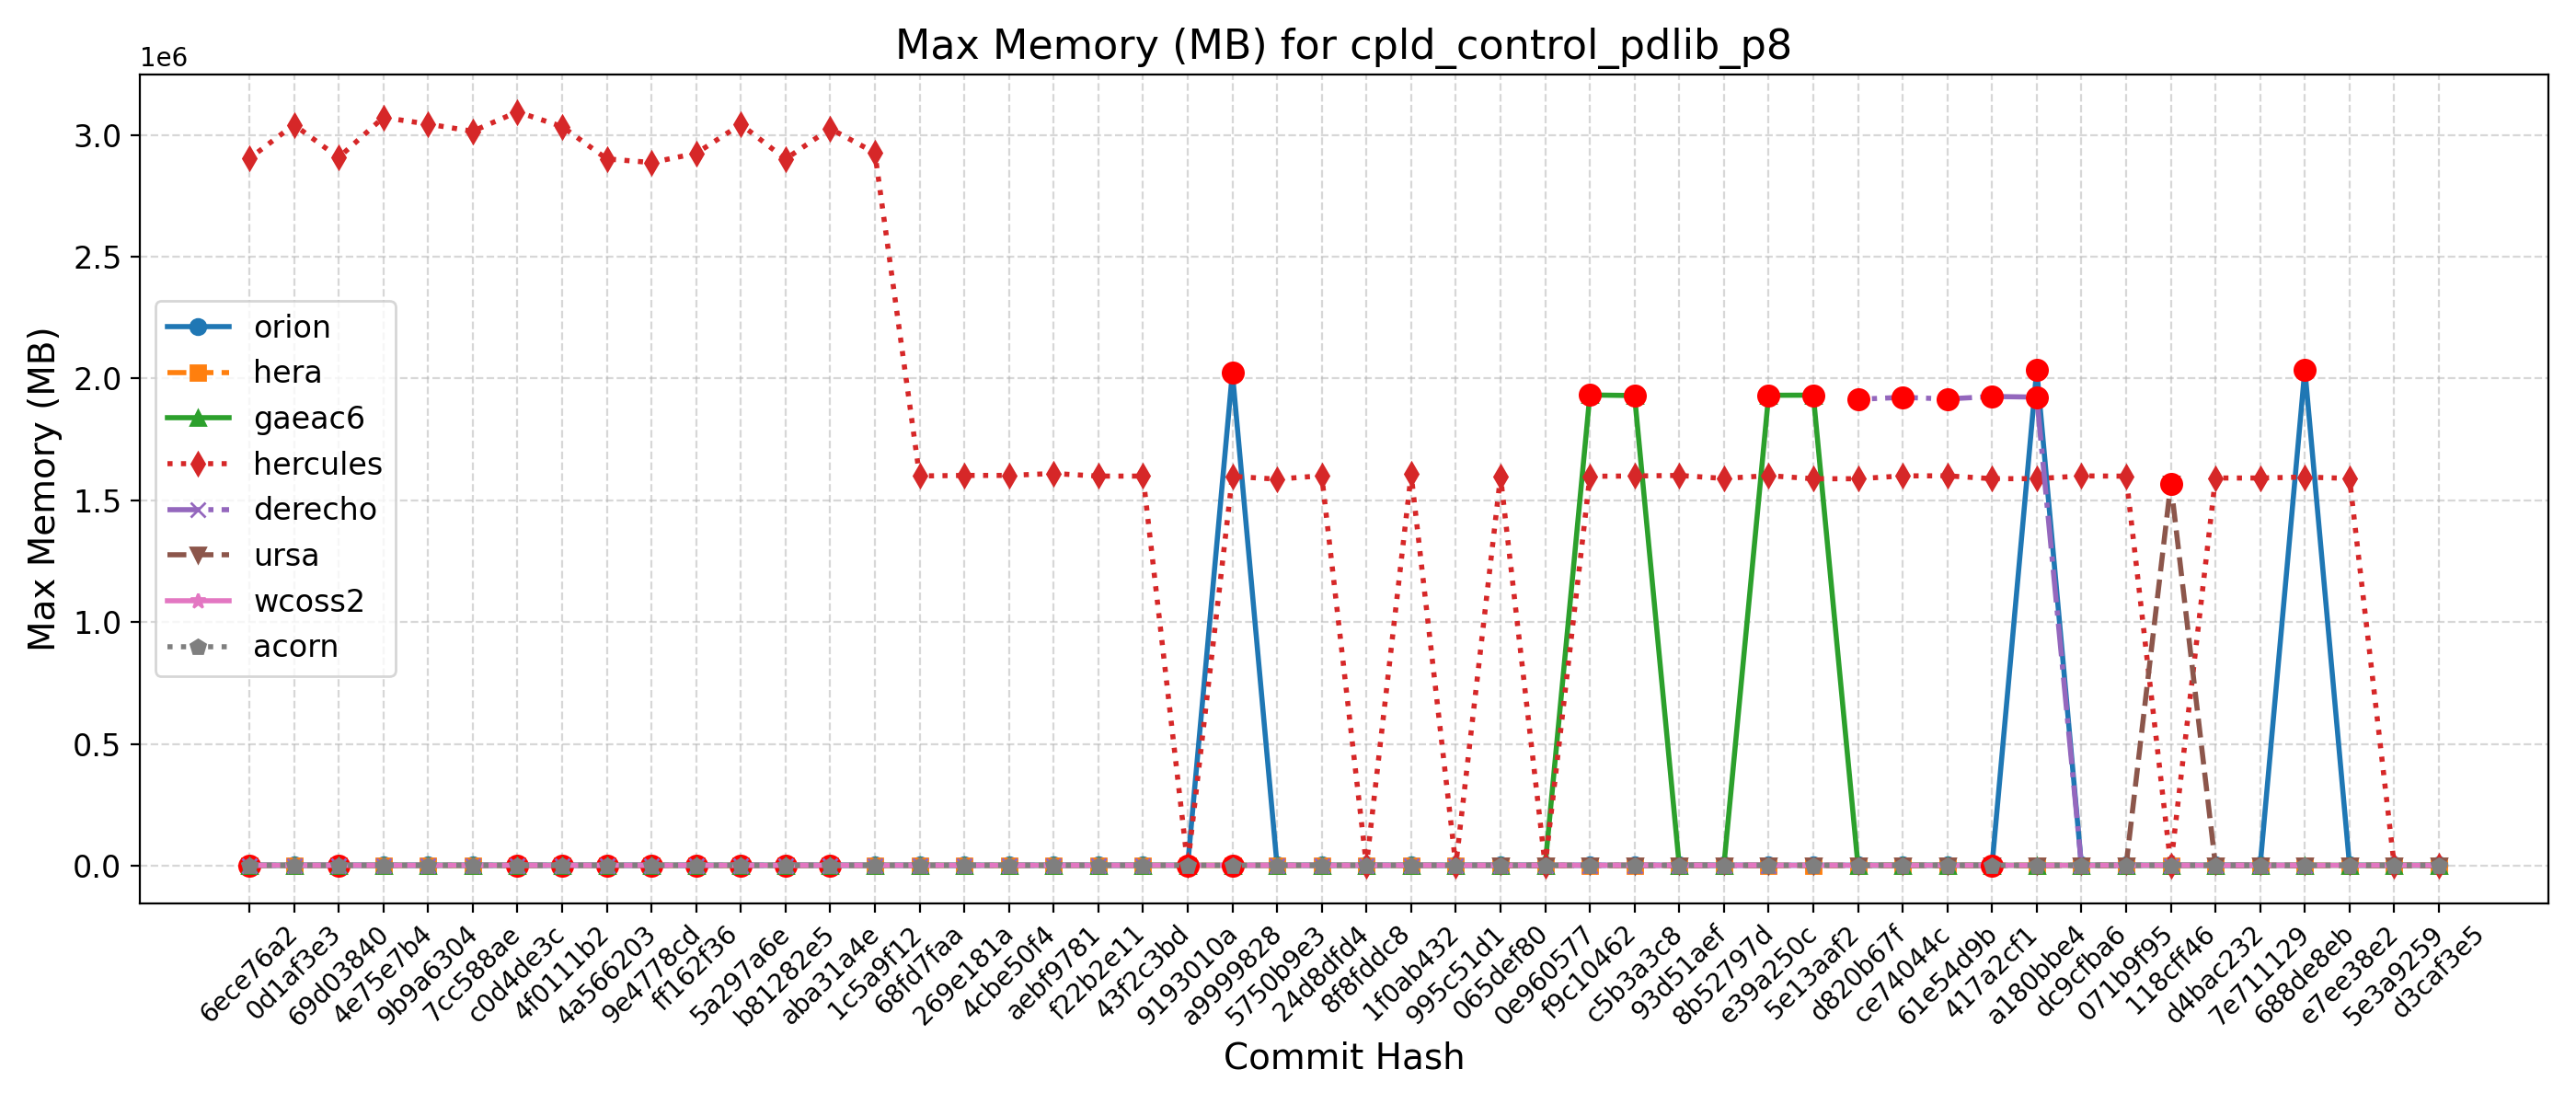 Max Memory (MB) for cpld_control_pdlib_p8
1e6
3.0
2.5
2.0
1.5
1.0
0.5
0.0
Max Memory (MB)
orion
hera
gaeac6
hercules
derecho
ursa
wcoss2
acorn
6ece76a2
0d1af3e3
69d03840
4e75e7b4
9b9a6304
7cc588ae
c0d4de3c
4f0111b2
4a566203
9e4778cd
ff162f36
5a297a6e
b81282e5
aba31a4e
1c5a9f12
68fd7faa
269e181a
4cbe50f4
aebf9781
f22b2e11
43f2c3bd
9193010a
a9999828
5750b9e3
24d8dfd4
8f8fddc8
1f0ab432
995c51d1
065def80
0e960577
f9c10462
c5b3a3c8
93d51aef
8b52797d
e39a250c
5e13aaf2
d820b67f
ce74044c
61e54d9b
417a2cf1
a180bbe4
dc9cfba6
071b9f95
118cff46
d4bac232
7e711129
688de8eb
e7ee38e2
5e3a9259
d3caf3e5
Commit Hash